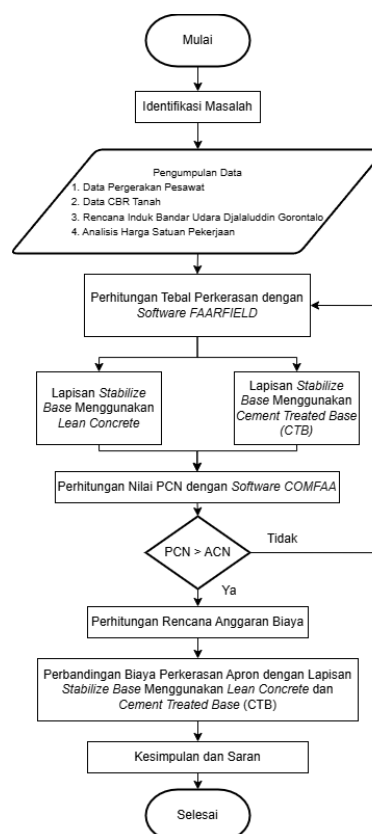 Mulai
Identifikasi Masalah
Pengumpulan Data
1. Data Pergerakan Pesawat
2. Data CBR Tanah
3. Rencana Induk Bandar Udara Djalaluddin Gorontalo
4. Analisis Harga Satuan Pekerjaan
Perhitungan Tebal Perkerasan dengan
Software FAARFIELD
Lapisan Stabilize
Base Menggunakan
Lean Concrete
Lapisan Stabilize
Base Menggunakan
Cement Treated Base
(CTB)
Perhitungan Nilai PCN dengan Software COMFAA
PCN > ACN
Tidak
Ya
Perhitungan Rencana Anggaran Biaya
Perbandingan Biaya Perkerasan Apron dengan Lapisan
Stabilize Base Menggunakan Lean Concrete dan
Cement Treated Base (CTB)
Kesimpulan dan Saran
Selesai